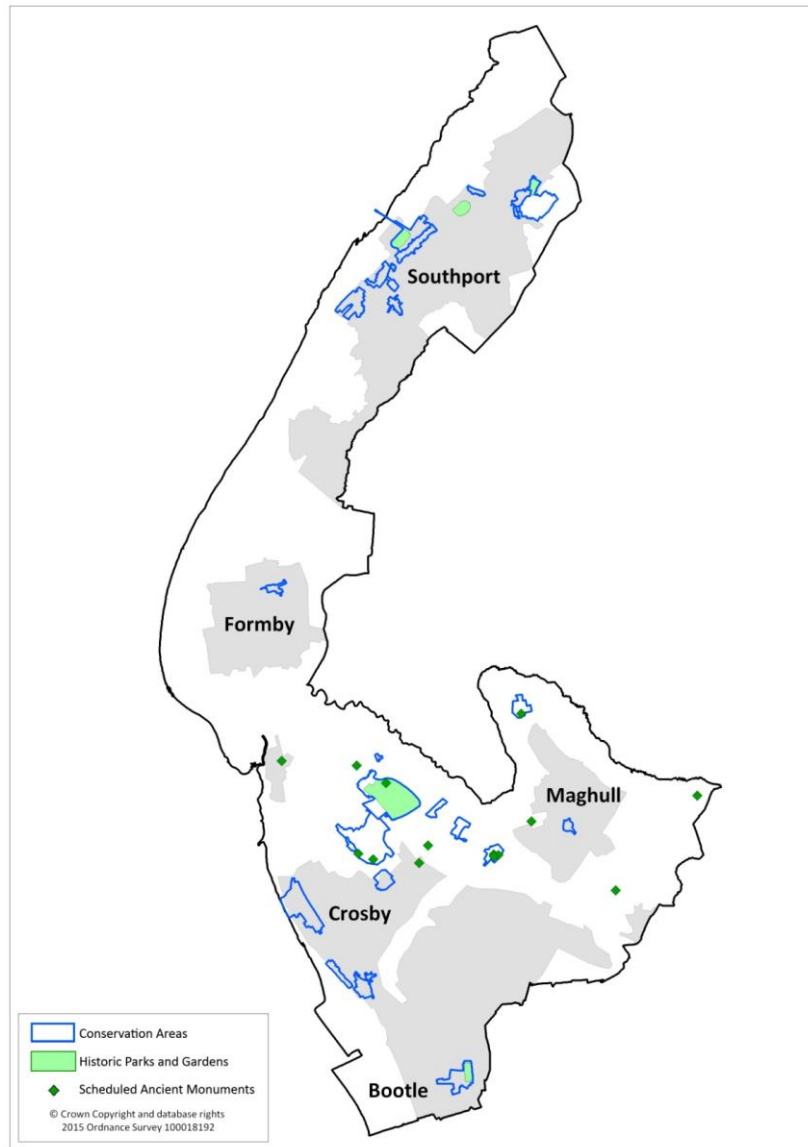 Southport
Formby
Maghull
Crosby
Bootle
Conservation Areas
Historic Parks and Gardens
Scheduled Ancient Monuments
© Crown Copyright and database rights
2015 Ordnance Survey 100018192